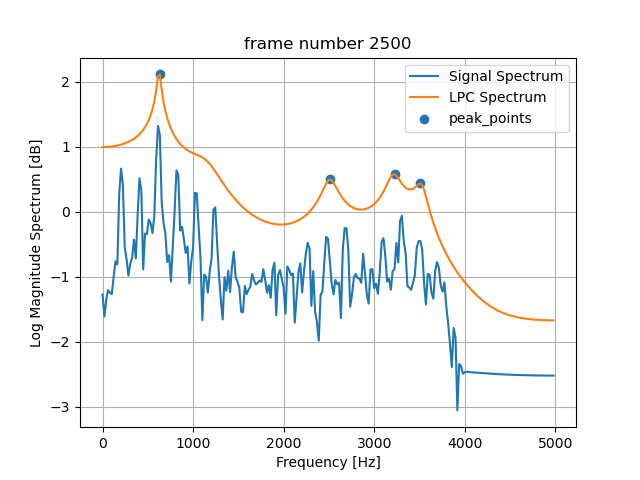 frame number 2500
Signal Spectrum
LPC Spectrum
peak_points
Log Magnitude Spectrum [dB]
2
1
0
−1
−2
−3
0 1000 2000 3000 4000 5000
Frequency [Hz]